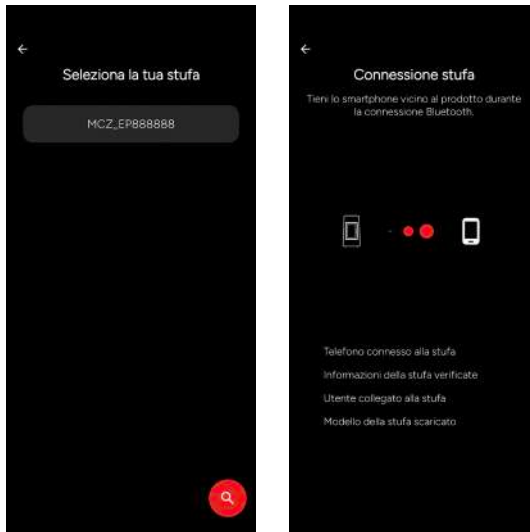 Seleziona la tua stufa
MCZ_EP888888
Connessione stufa
Tieni lo smartphone vicino al prodotto durante
la connessione Bluetooth.
Telefono connesso alla stufa
Informazioni della stufa verificate
Utente collegato alla stufa
Modello della stufa scaricato